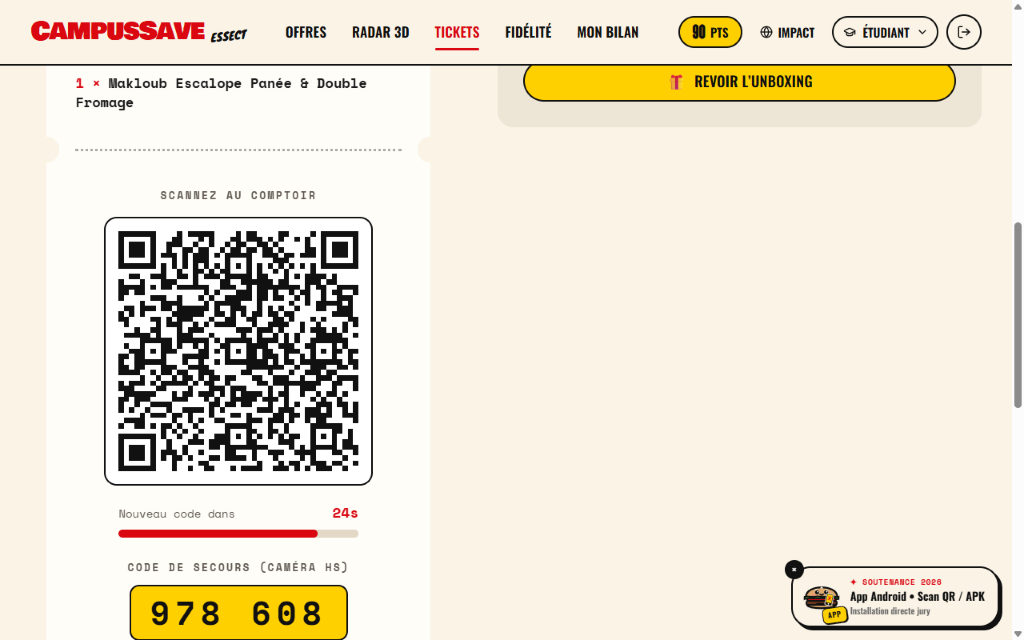 CAMPUSSAVE ESSECT
OFFRES RADAR 3D TICKETS FIDÉLITÉ MON BILAN 90 PTS IMPACT ÉTUDIANT
1 × Makloub Escalope Panée & Double
Fromage
REVOIR L'UNBOXING
SCANNEZ AU COMPTOIR
Nouveau code dans 24s
CODE DE SECOURS (CAMÉRA HS)
978 608
✦ SOUTENANCE 2026
App Android • Scan QR / APK
Installation directe jury
APP